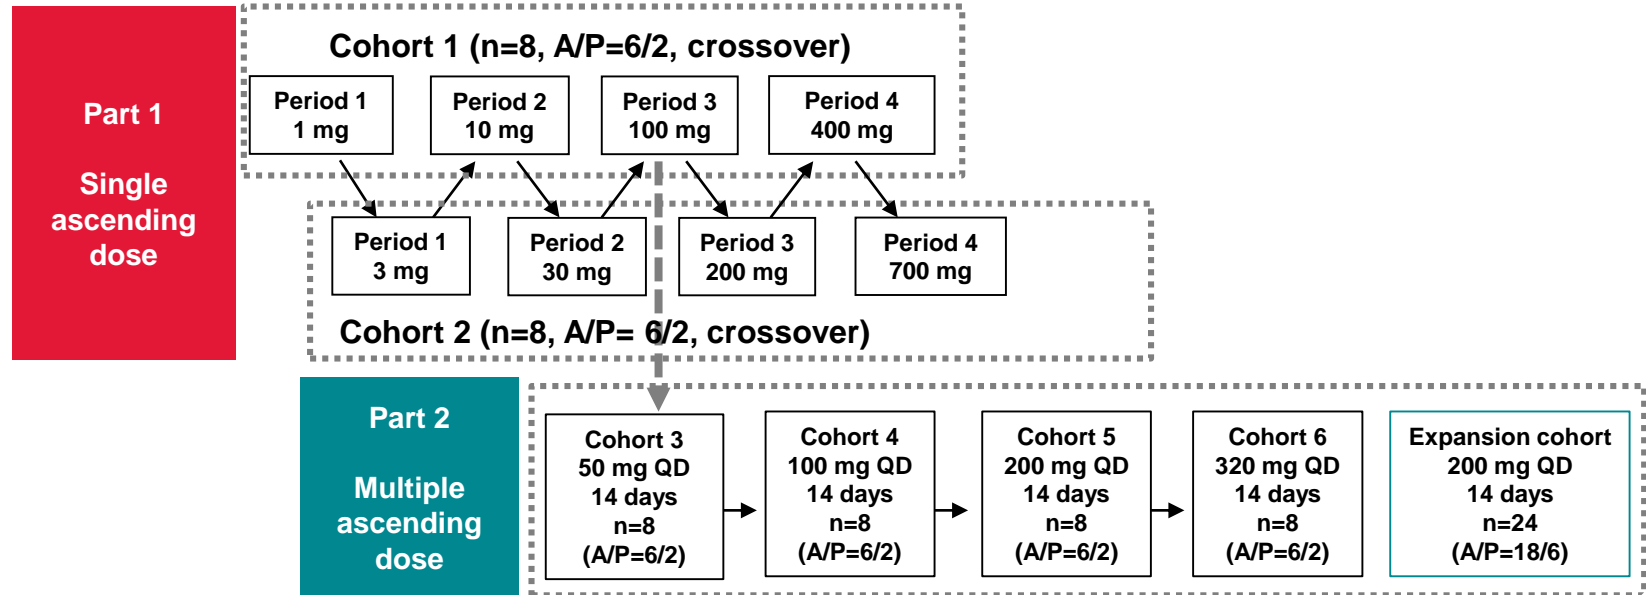 Part 1
Single
ascending
dose
Cohort 1 (n=8, A/P=6/2, crossover)
Period 1
1 mg
Period 2
10 mg
Period 3
100 mg
Period 4
400 mg
Period 1
3 mg
Period 2
30 mg
Period 3
200 mg
Period 4
700 mg
Cohort 2 (n=8, A/P= 6/2, crossover)
Part 2
Multiple
ascending
dose
Cohort 3
50 mg QD
14 days
n=8
(A/P=6/2)
Cohort 4
100 mg QD
14 days
n=8
(A/P=6/2)
Cohort 5
200 mg QD
14 days
n=8
(A/P=6/2)
Cohort 6
320 mg QD
14 days
n=8
(A/P=6/2)
Expansion cohort
200 mg QD
14 days
n=24
(A/P=18/6)